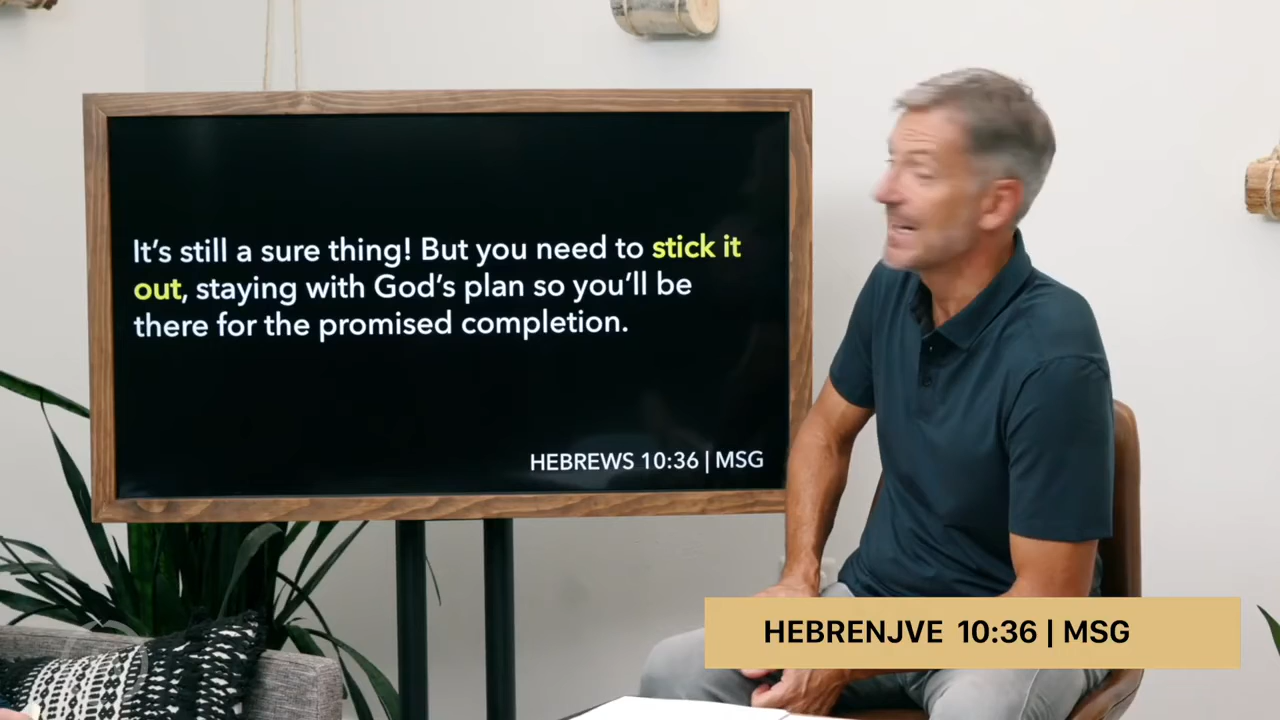 It’s still a sure thing! But you need to stick it
out, staying with God’s plan so you’ll be
there for the promised completion.
HEBREWS 10:36 | MSG
HEBRENJVE 10:36 | MSG